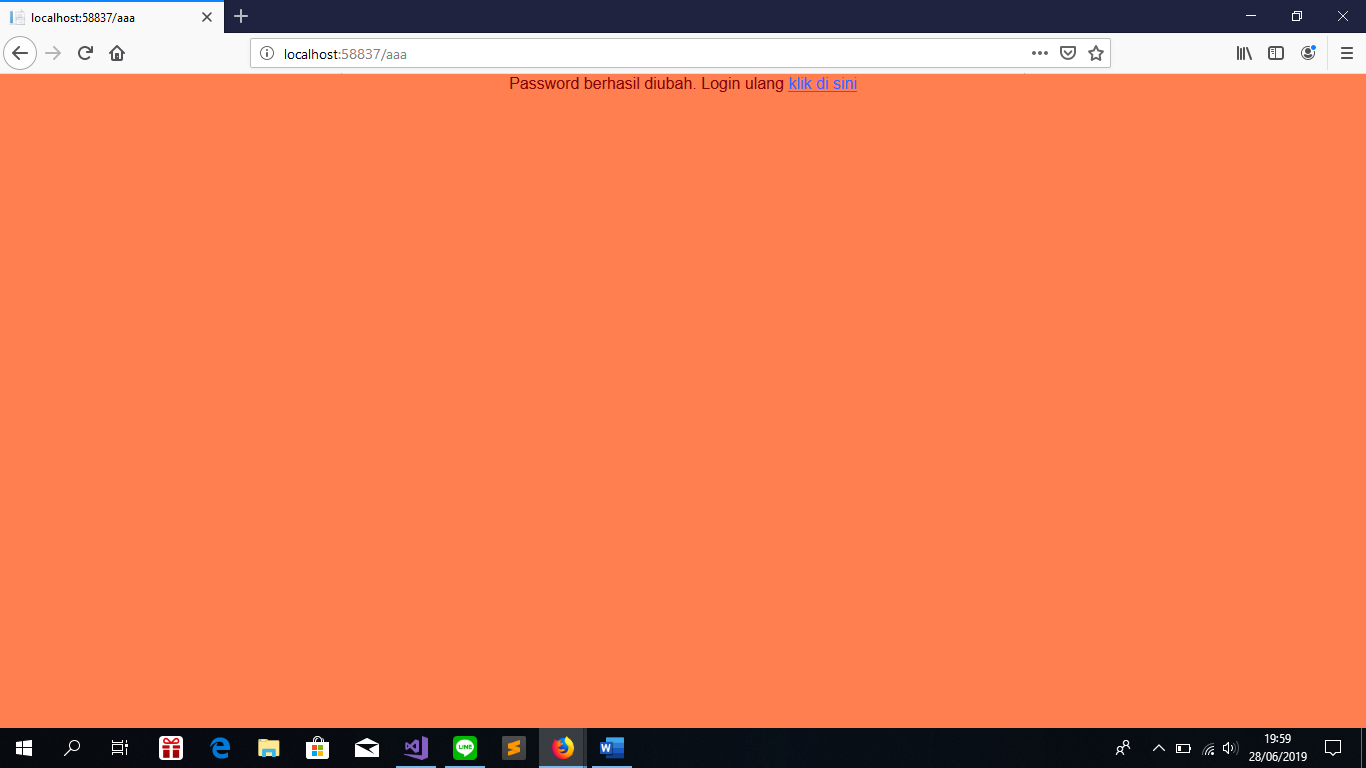 localhost:58837/aaa
localhost:58837/aaa
Password berhasil diubah. Login ulang klik di sini
LINE
19:59
28/06/2019